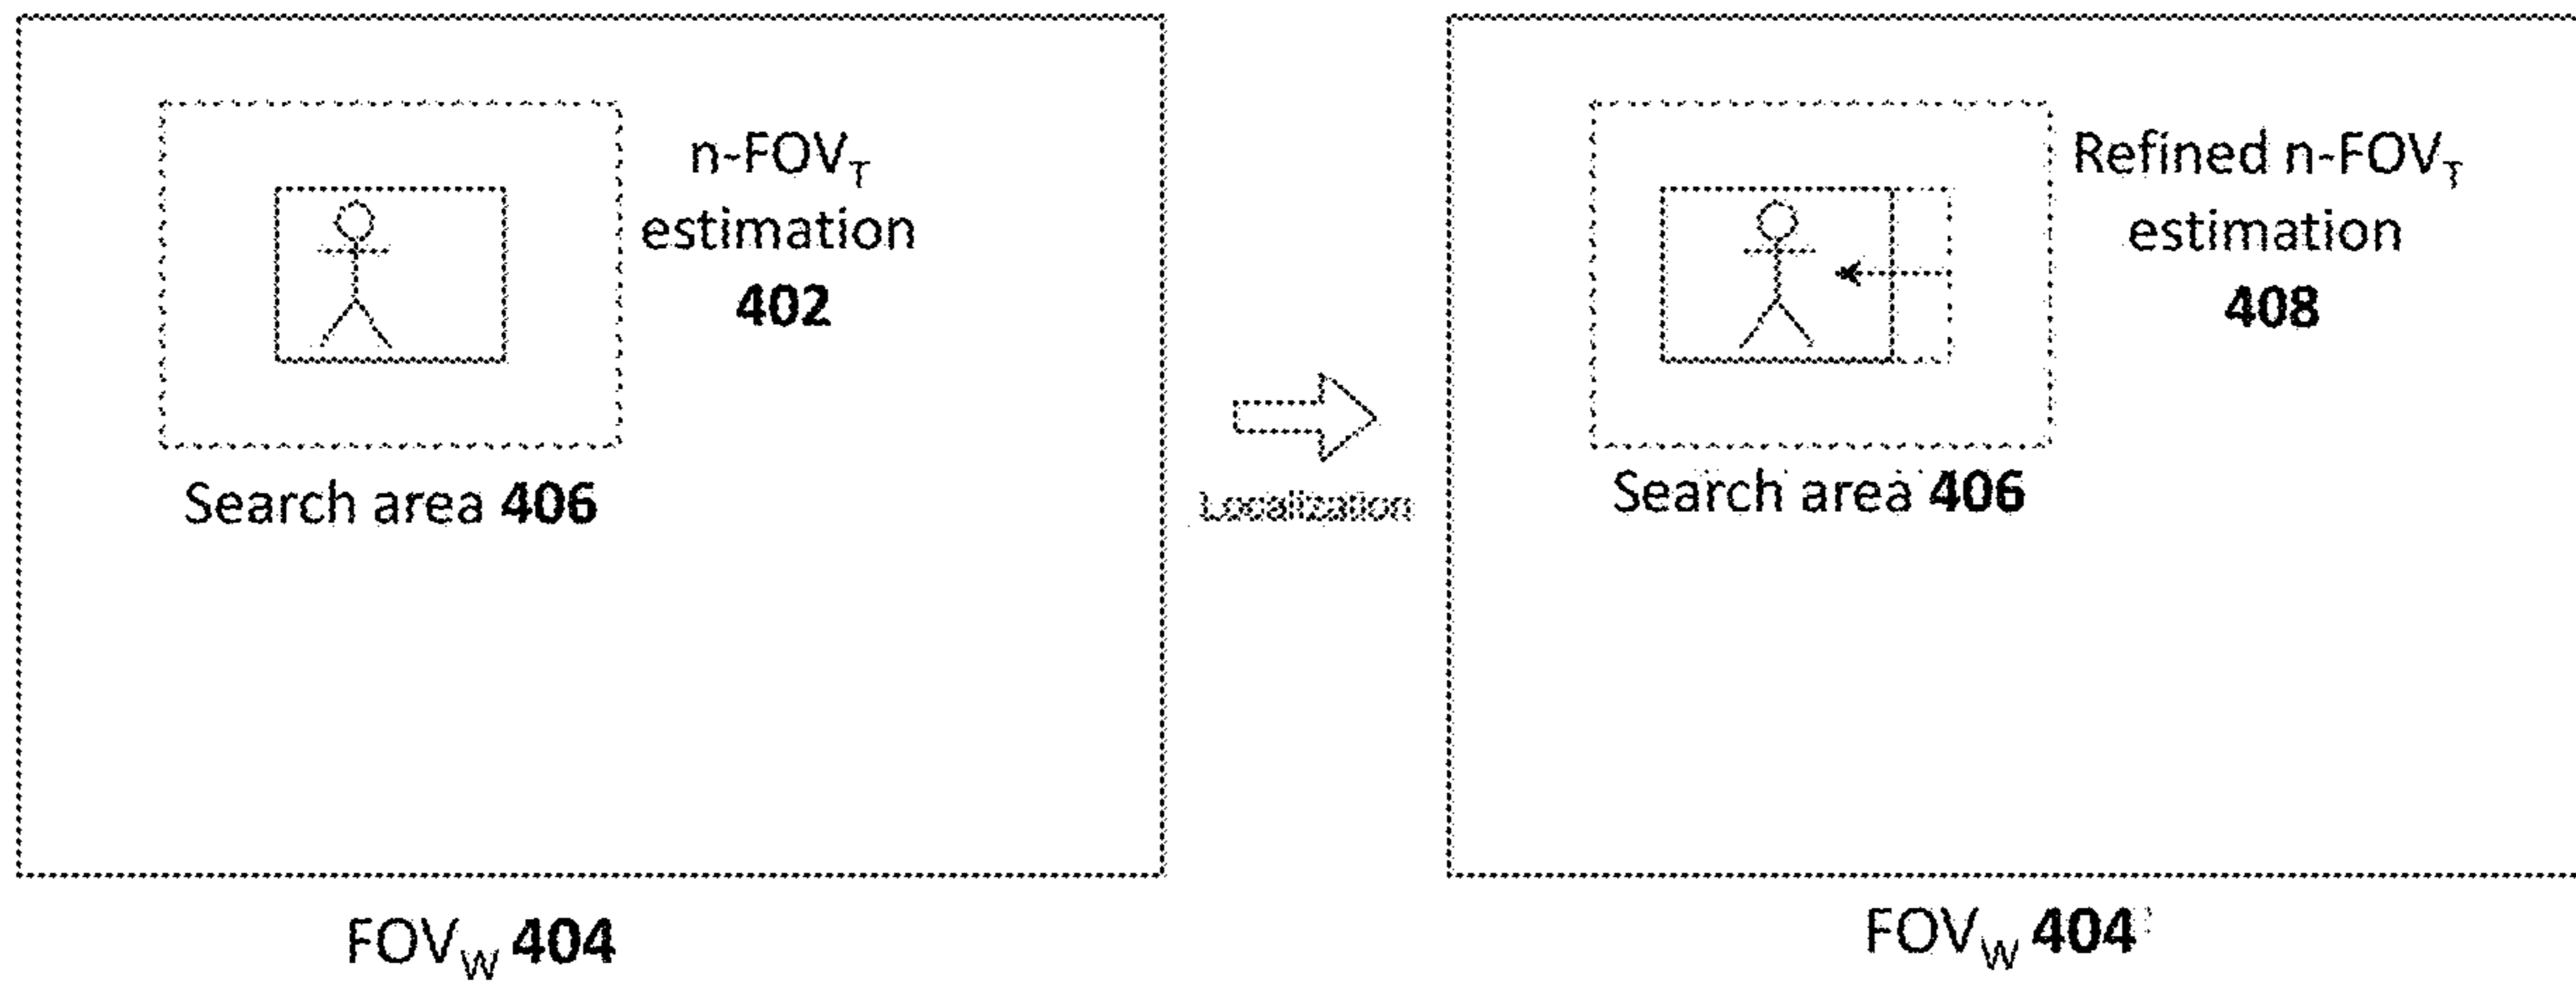 n-FOV_T
estimation
402
Search area 406
FOV_W 404
Localization
Refined n-FOV_T
estimation
408
Search area 406
FOV_W 404